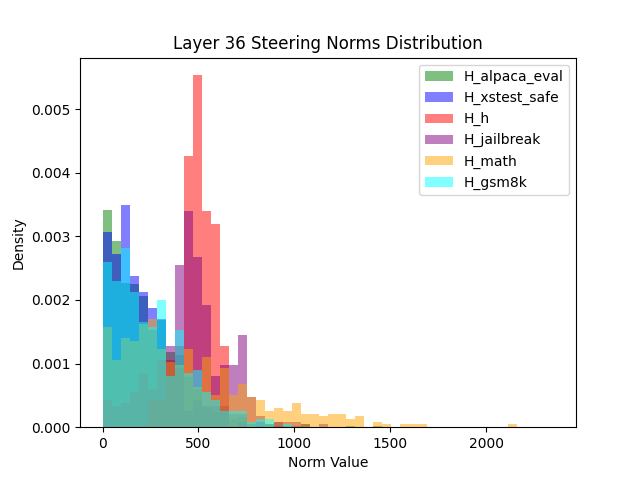 Layer 36 Steering Norms Distribution
H_alpaca_eval
H_xstest_safe
H_h
H_jailbreak
H_math
H_gsm8k
0.005
0.004
0.003
0.002
0.001
0.000
Density
0
500
1000
1500
2000
Norm Value